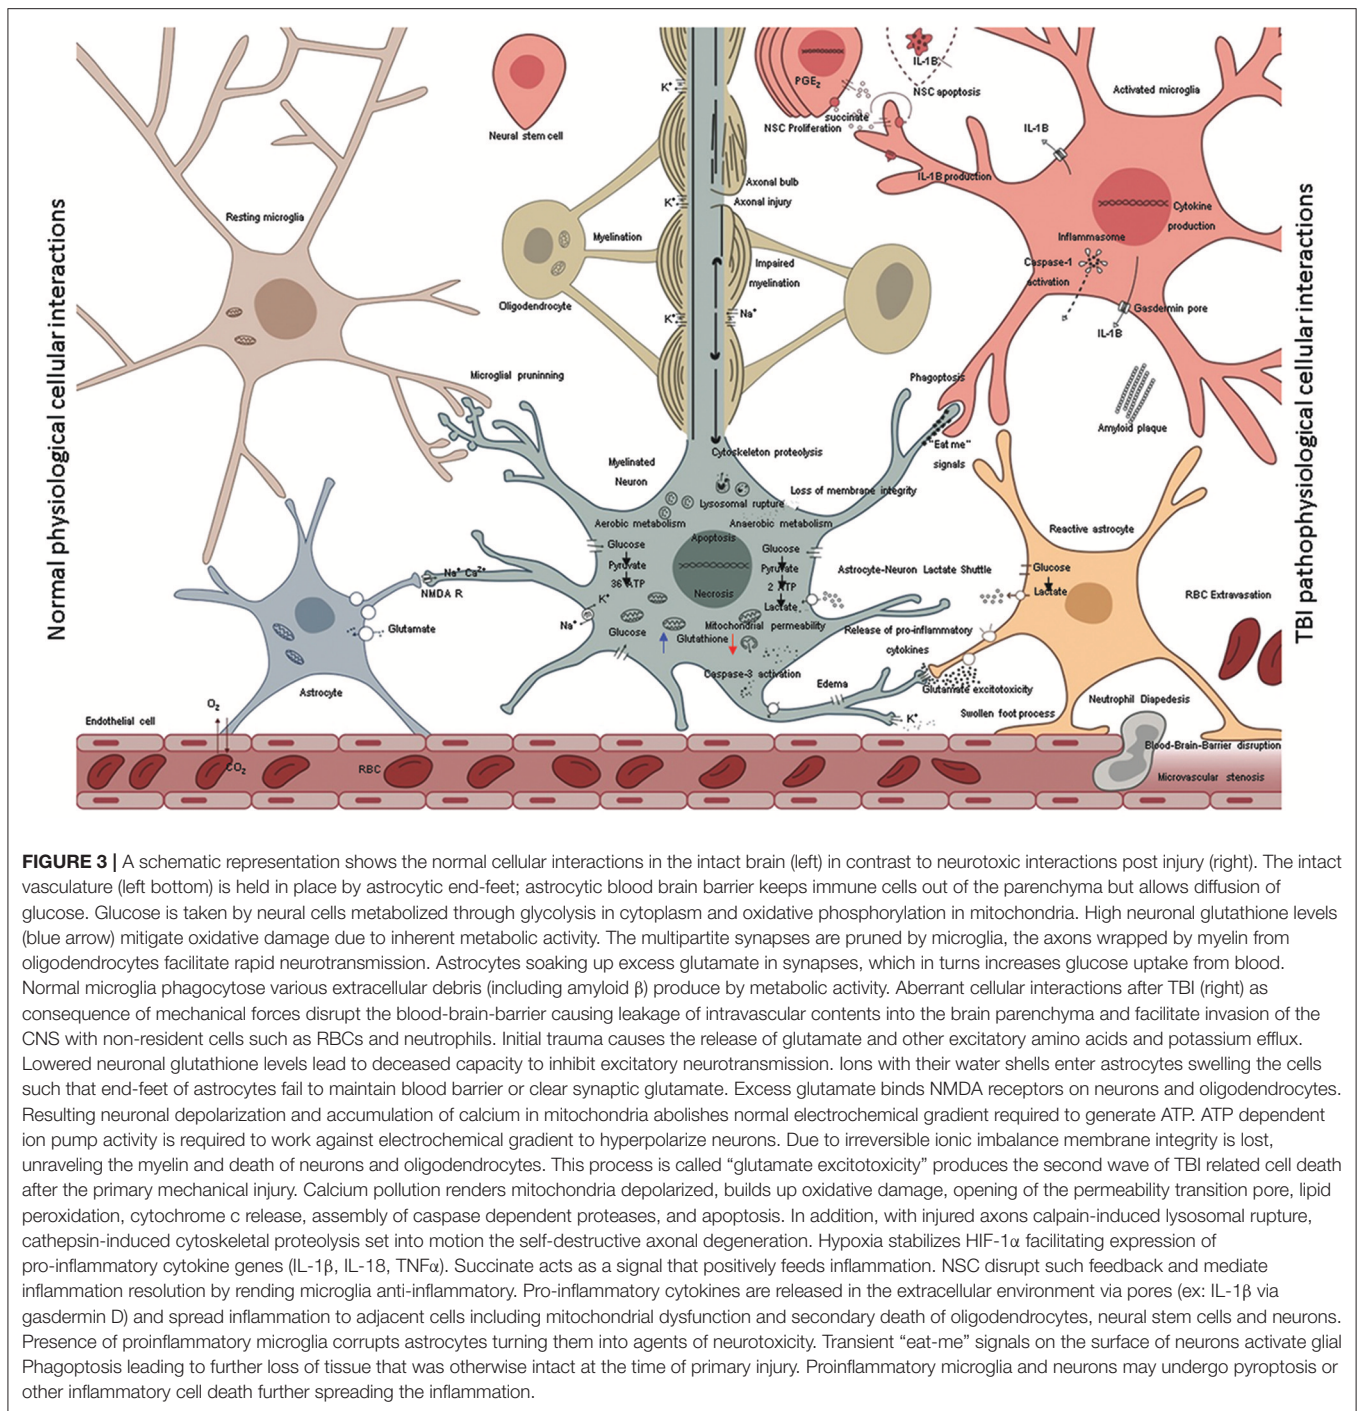 Normal physiological cellular interactions
TBI pathophysiological cellular interactions
Neural stem cell
PGE2
NSC Proliferation
succinate
IL-1B
NSC apoptosis
Activated microglia
IL-1B
IL-1B production
Cytokine
production
Inflammasome
Caspase-1
activation
Gasdermin pore
IL-1B
K+
K+
K+
Na+
Axonal bulb
Axonal injury
Resting microglia
Myelination
Impaired
myelination
Oligodendrocyte
Microglial prunning
Phagoptosis
Amyloid plaque
"Eat me"
signals
Cytoskeleton proteolysis
Myelinated
Neuron
Loss of membrane integrity
Lysosomal rupture
Aerobic metabolism
Anaerobic metabolism
Apoptosis
Glucose
Pyruvate
36 ATP
Glucose
Pyruvate
2 ATP
Lactate
Necrosis
Reactive astrocyte
Astrocyte-Neuron Lactate Shuttle
Glucose
Lactate
RBC Extravasation
Na+ Ca2+
NMDA R
K+
Na+
Glutamate
Glucose
Glutathione
Mitochondrial permeability
Release of pro-inflammatory
cytokines
Caspase-3 activation
Edema
Glutamate excitotoxicity
Astrocyte
Neutrophil Diapedesis
Swollen foot process
K+
O2
Endothelial cell
CO2
RBC
Blood-Brain-Barrier disruption
Microvascular stenosis
FIGURE 3 | A schematic representation shows the normal cellular interactions in the intact brain (left) in contrast to neurotoxic interactions post injury (right). The intact
vasculature (left bottom) is held in place by astrocytic end-feet; astrocytic blood brain barrier keeps immune cells out of the parenchyma but allows diffusion of
glucose. Glucose is taken by neural cells metabolized through glycolysis in cytoplasm and oxidative phosphorylation in mitochondria. High neuronal glutathione levels
(blue arrow) mitigate oxidative damage due to inherent metabolic activity. The multipartite synapses are pruned by microglia, the axons wrapped by myelin from
oligodendrocytes facilitate rapid neurotransmission. Astrocytes soaking up excess glutamate in synapses, which in turns increases glucose uptake from blood.
Normal microglia phagocytose various extracellular debris (including amyloid β) produce by metabolic activity. Aberrant cellular interactions after TBI (right) as
consequence of mechanical forces disrupt the blood-brain-barrier causing leakage of intravascular contents into the brain parenchyma and facilitate invasion of the
CNS with non-resident cells such as RBCs and neutrophils. Initial trauma causes the release of glutamate and other excitatory amino acids and potassium efflux.
Lowered neuronal glutathione levels lead to deceased capacity to inhibit excitatory neurotransmission. Ions with their water shells enter astrocytes swelling the cells
such that end-feet of astrocytes fail to maintain blood barrier or clear synaptic glutamate. Excess glutamate binds NMDA receptors on neurons and oligodendrocytes.
Resulting neuronal depolarization and accumulation of calcium in mitochondria abolishes normal electrochemical gradient required to generate ATP. ATP dependent
ion pump activity is required to work against electrochemical gradient to hyperpolarize neurons. Due to irreversible ionic imbalance membrane integrity is lost,
unraveling the myelin and death of neurons and oligodendrocytes. This process is called “glutamate excitotoxicity” produces the second wave of TBI related cell death
after the primary mechanical injury. Calcium pollution renders mitochondria depolarized, builds up oxidative damage, opening of the permeability transition pore, lipid
peroxidation, cytochrome c release, assembly of caspase dependent proteases, and apoptosis. In addition, with injured axons calpain-induced lysosomal rupture,
cathepsin-induced cytoskeletal proteolysis set into motion the self-destructive axonal degeneration. Hypoxia stabilizes HIF-1α facilitating expression of
pro-inflammatory cytokine genes (IL-1β, IL-18, TNFα). Succinate acts as a signal that positively feeds inflammation. NSC disrupt such feedback and mediate
inflammation resolution by rending microglia anti-inflammatory. Pro-inflammatory cytokines are released in the extracellular environment via pores (ex: IL-1β via
gasdermin D) and spread inflammation to adjacent cells including mitochondrial dysfunction and secondary death of oligodendrocytes, neural stem cells and neurons.
Presence of proinflammatory microglia corrupts astrocytes turning them into agents of neurotoxicity. Transient “eat-me” signals on the surface of neurons activate glial
Phagoptosis leading to further loss of tissue that was otherwise intact at the time of primary injury. Proinflammatory microglia and neurons may undergo pyroptosis or
other inflammatory cell death further spreading the inflammation.